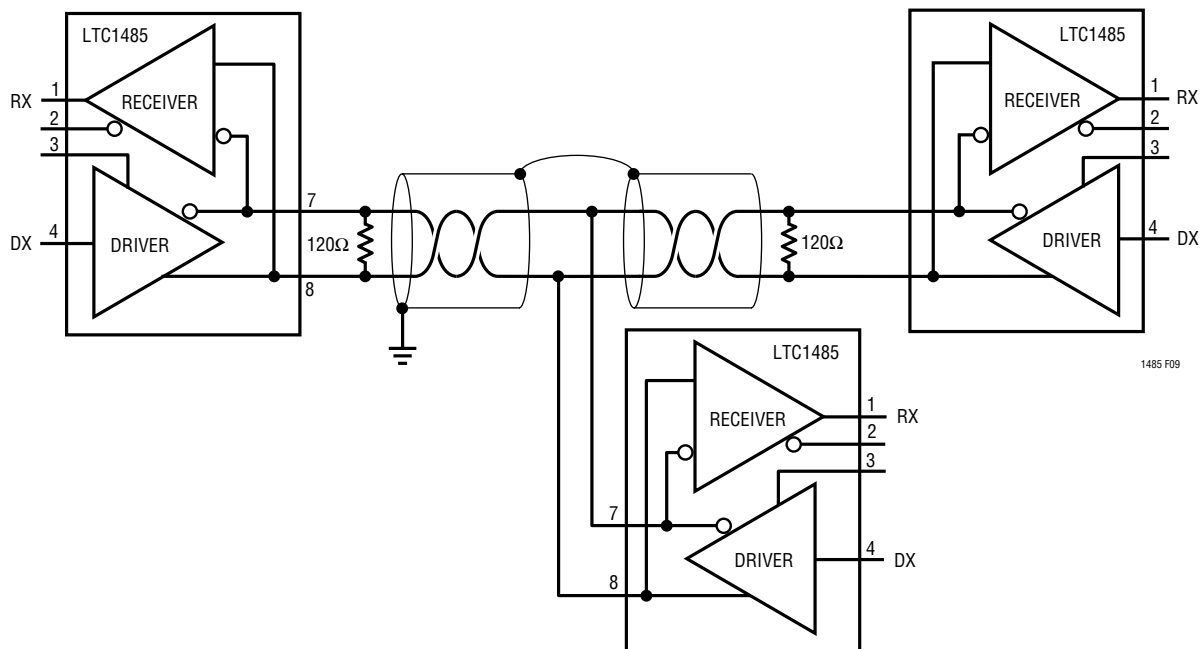 LTC1485
RX
1
RECEIVER
2
3
DX
4
DRIVER
7
120Ω
8
LTC1485
RECEIVER
1
RX
2
3
120Ω
DRIVER
4
DX
1485 F09
LTC1485
RECEIVER
1
RX
2
3
7
DRIVER
4
DX
8